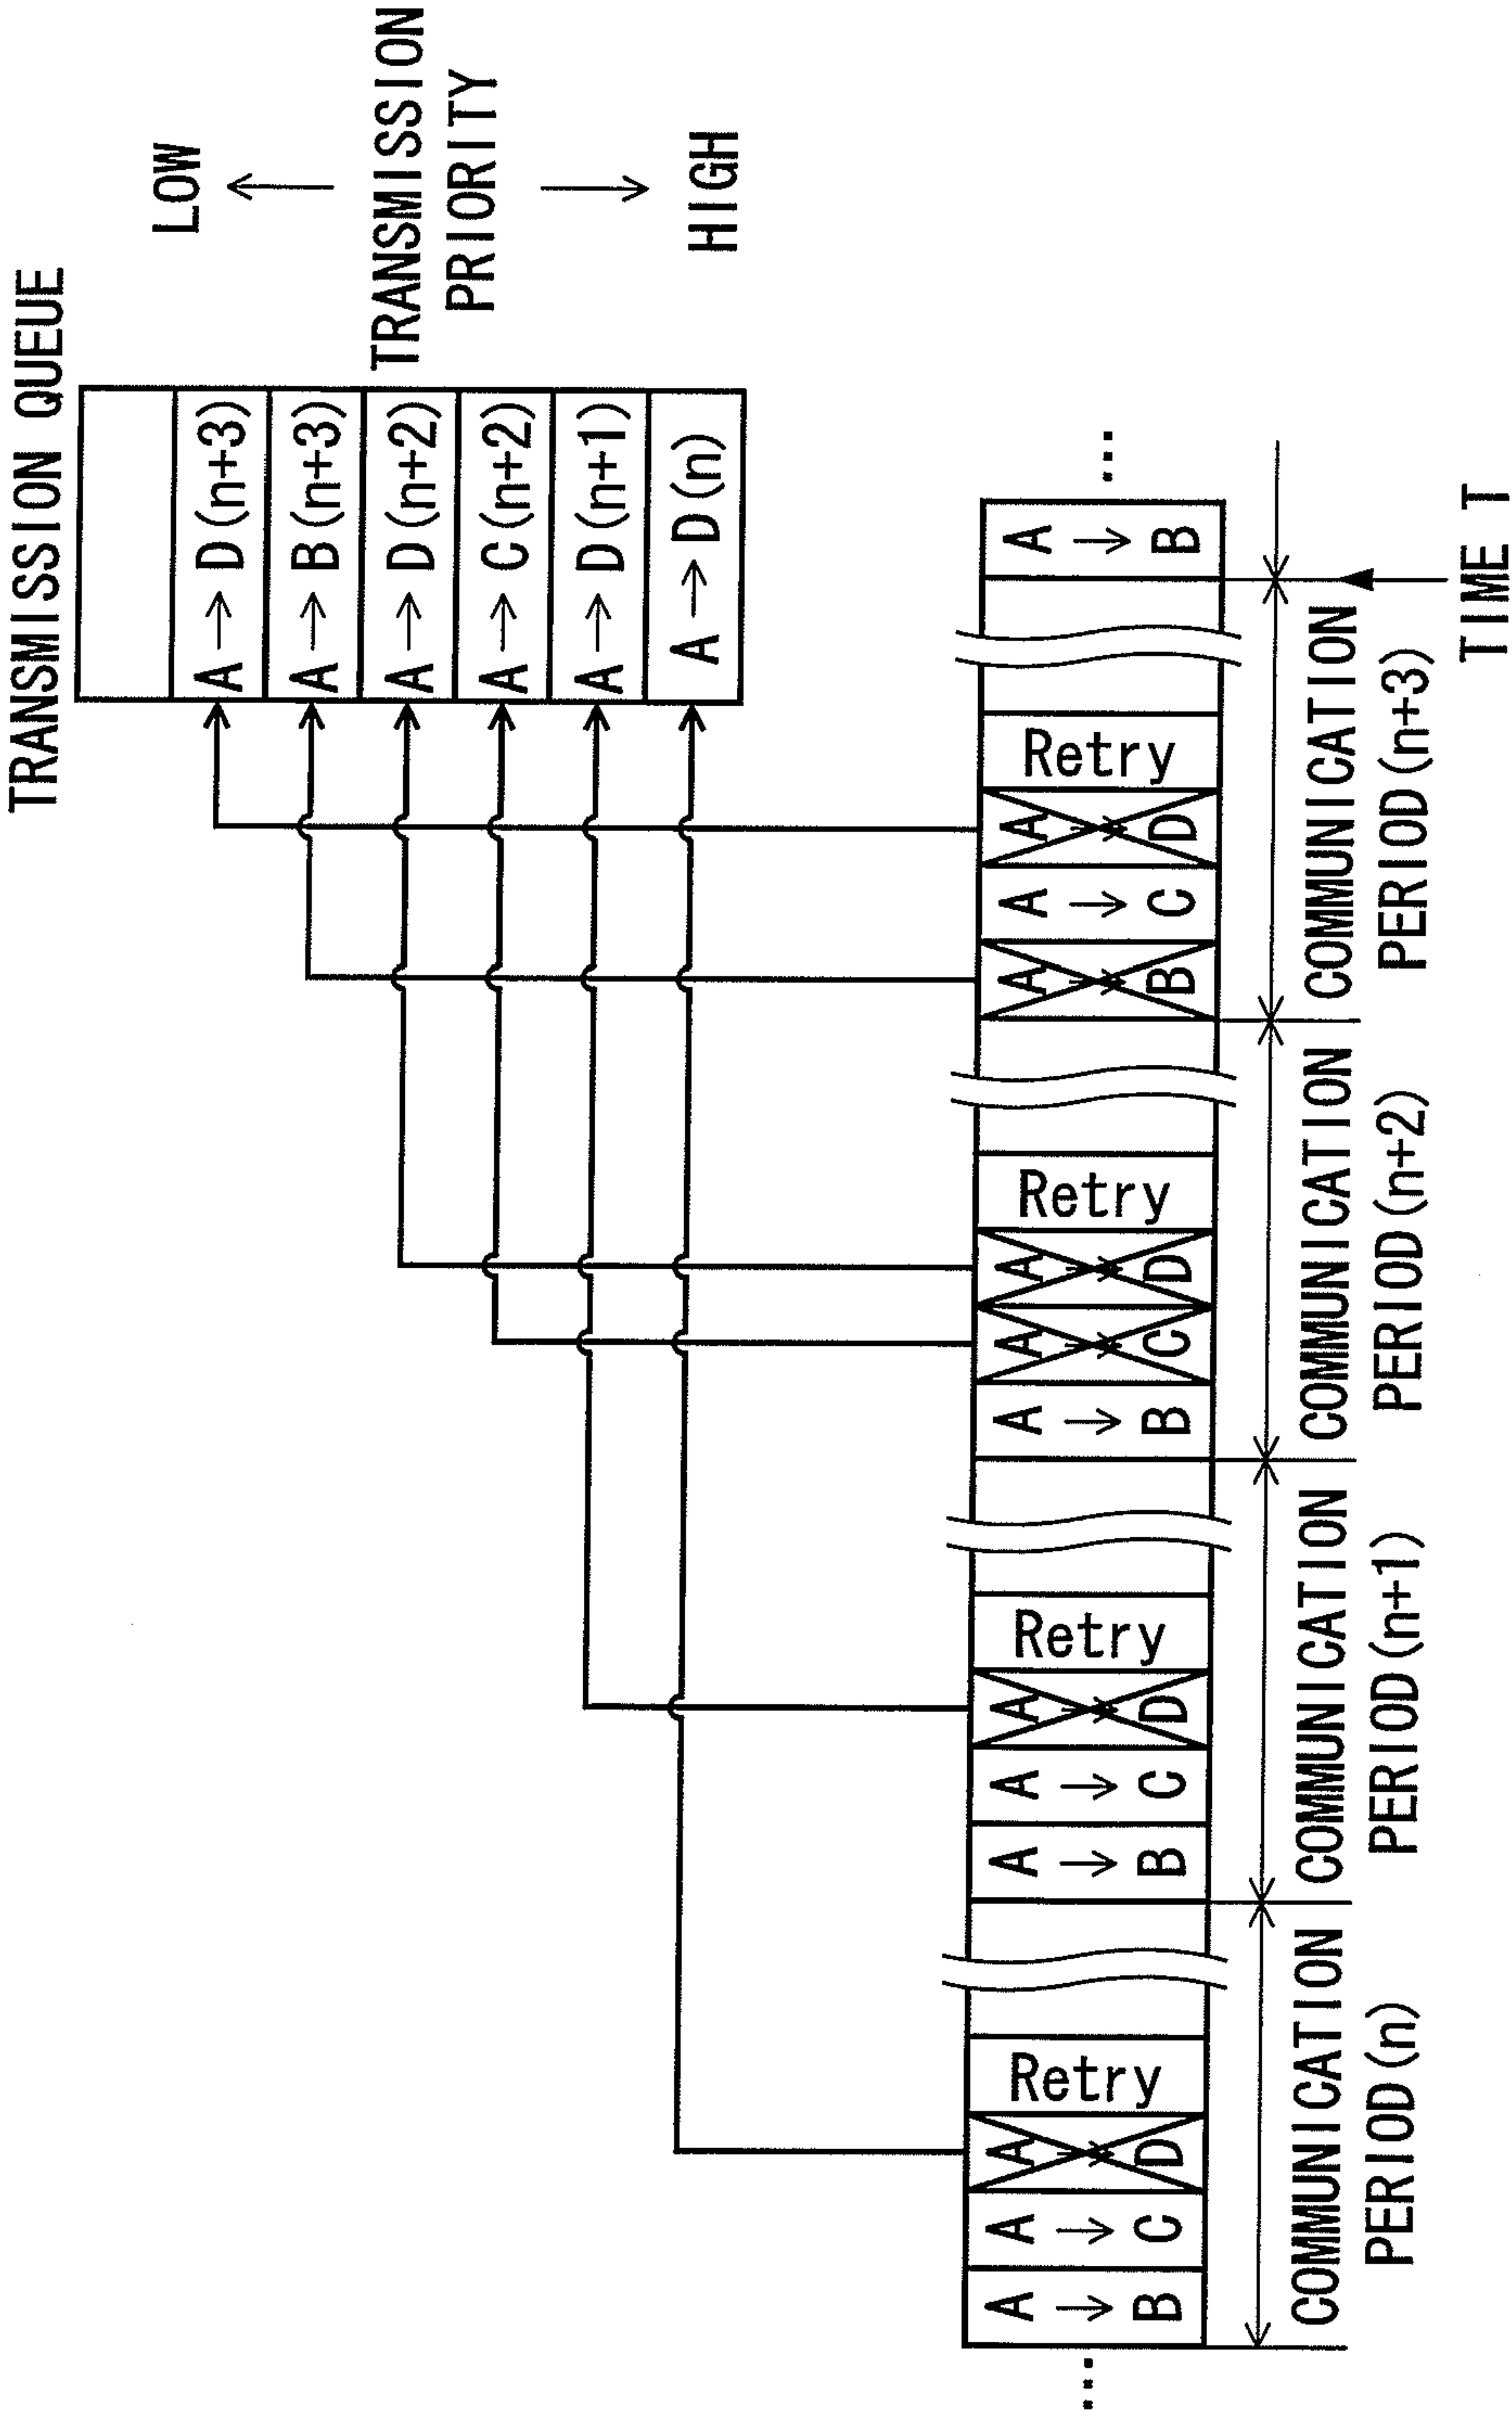 TRANSMISSION QUEUE
A→D(n+3)
A→B(n+3)
A→D(n+2)
A→C(n+2)
A→D(n+1)
A→D(n)
LOW
TRANSMISSION
PRIORITY
HIGH
...
A→B
A→C
A→D
Retry
A→B
A→C
A→D
Retry
A→B
A→C
A→D
Retry
A→B
A→C
A→D
Retry
A→B
...
COMMUNICATION
PERIOD(n)
COMMUNICATION
PERIOD(n+1)
COMMUNICATION
PERIOD(n+2)
COMMUNICATION
PERIOD(n+3)
TIME T